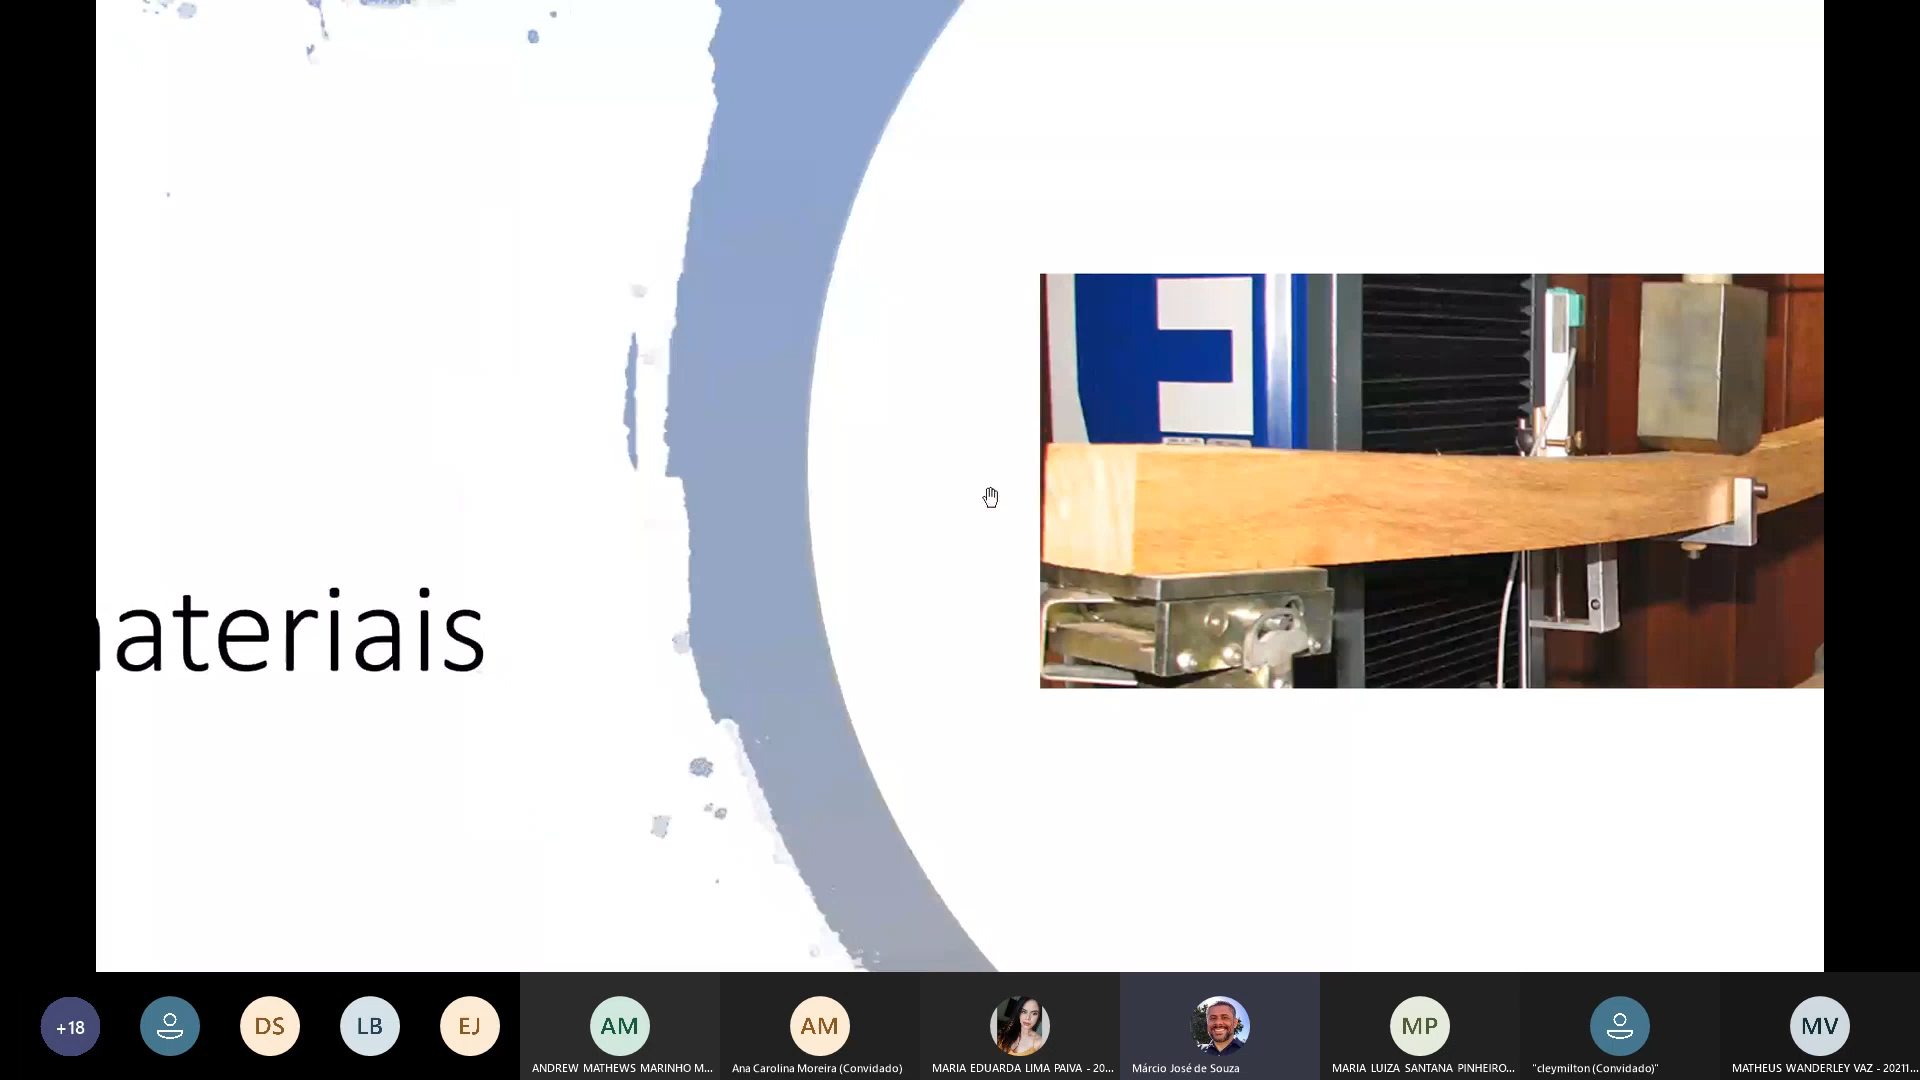 ateriais
+18
DS
LB
EJ
AM
ANDREW MATHEWS MARINHO M...
AM
Ana Carolina Moreira (Convidado)
MARIA EDUARDA LIMA PAIVA - 20...
Márcio José de Souza
MP
MARIA LUIZA SANTANA PINHEIRO...
"cleymilton (Convidado)"
MV
MATHEUS WANDERLEY VAZ - 20211...